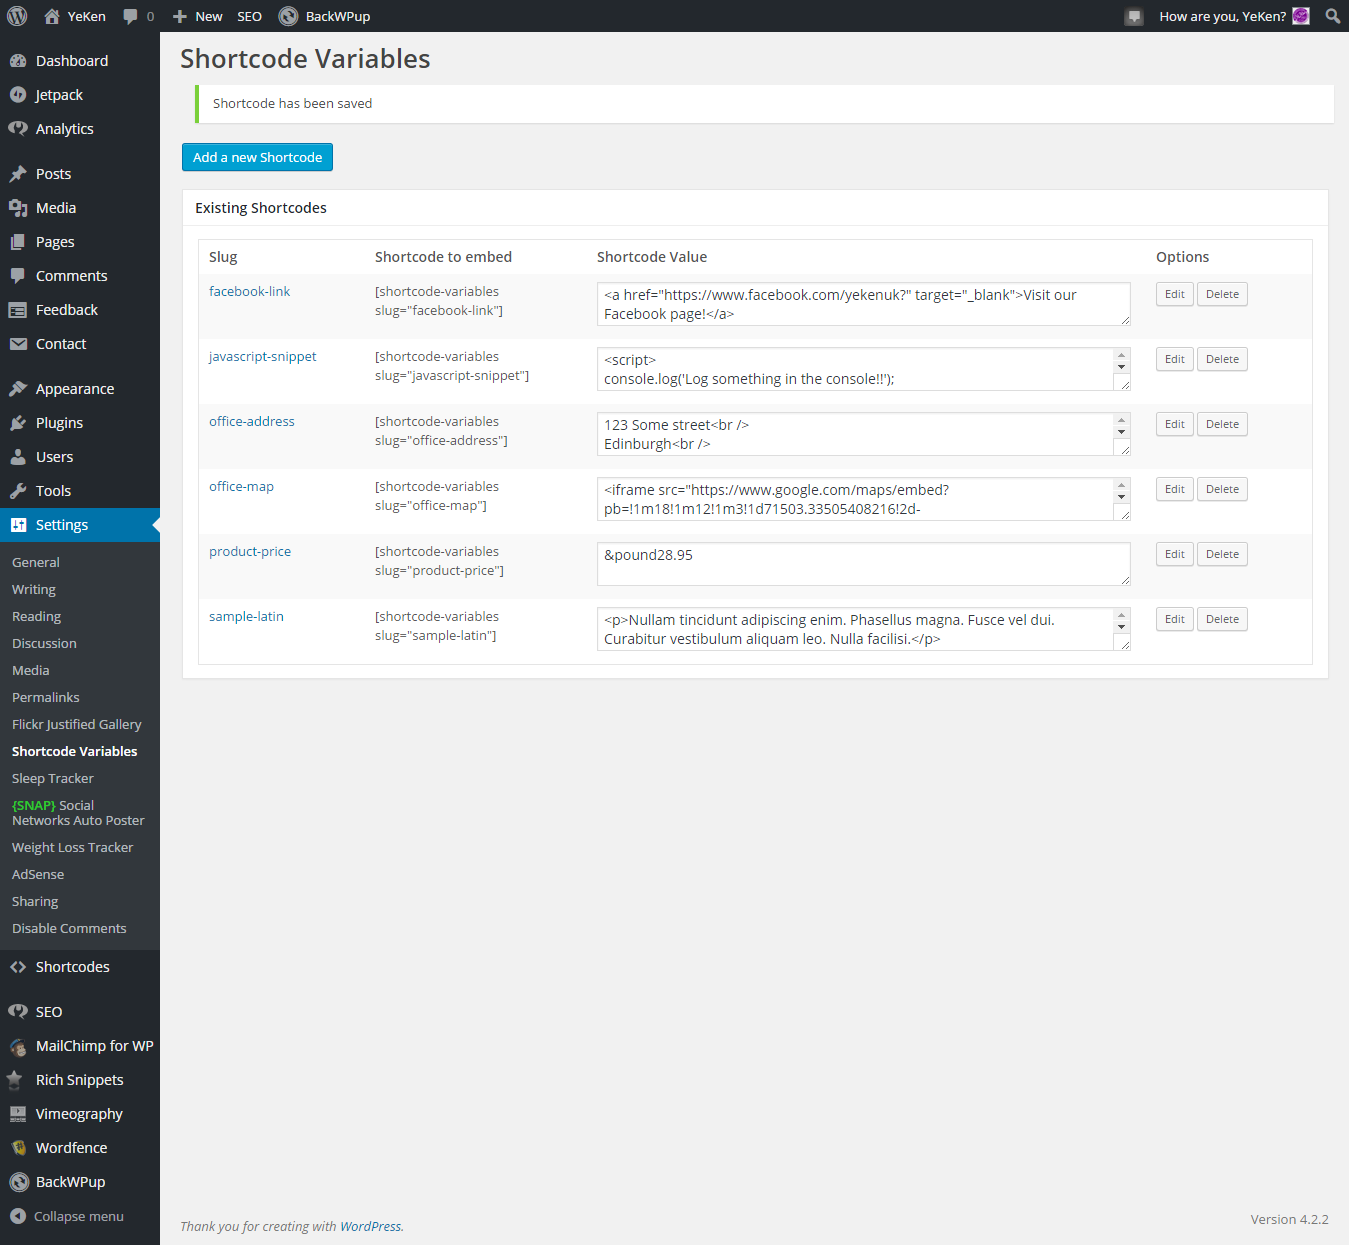 YeKen
0
New
SEO
BackWPup
How are you, YeKen?
Dashboard
Jetpack
Analytics
Posts
Media
Pages
Comments
Feedback
Contact
Appearance
Plugins
Users
Tools
Settings
General
Writing
Reading
Discussion
Media
Permalinks
Flickr Justified Gallery
Shortcode Variables
Sleep Tracker
{SNAP} Social
Networks Auto Poster
Weight Loss Tracker
AdSense
Sharing
Disable Comments
Shortcodes
SEO
MailChimp for WP
Rich Snippets
Vimeography
Wordfence
BackWPup
Collapse menu
Shortcode Variables
Shortcode has been saved
Add a new Shortcode
Existing Shortcodes
Slug
Shortcode to embed
Shortcode Value
Options
facebook-link
[shortcode-variables
slug="facebook-link"]
<a href="https://www.facebook.com/yekenuk?" target="_blank">Visit our
Facebook page!</a>
Edit
Delete
javascript-snippet
[shortcode-variables
slug="javascript-snippet"]
<script>
console.log('Log something in the console!!');
Edit
Delete
office-address
[shortcode-variables
slug="office-address"]
123 Some street<br />
Edinburgh<br />
Edit
Delete
office-map
[shortcode-variables
slug="office-map"]
<iframe src="https://www.google.com/maps/embed?
pb=!1m18!1m12!1m3!1d71503.33505408216!2d-
Edit
Delete
product-price
[shortcode-variables
slug="product-price"]
&pound28.95
Edit
Delete
sample-latin
[shortcode-variables
slug="sample-latin"]
<p>Nullam tincidunt adipiscing enim. Phasellus magna. Fusce vel dui.
Curabitur vestibulum aliquam leo. Nulla facilisi.</p>
Edit
Delete
Thank you for creating with WordPress.
Version 4.2.2